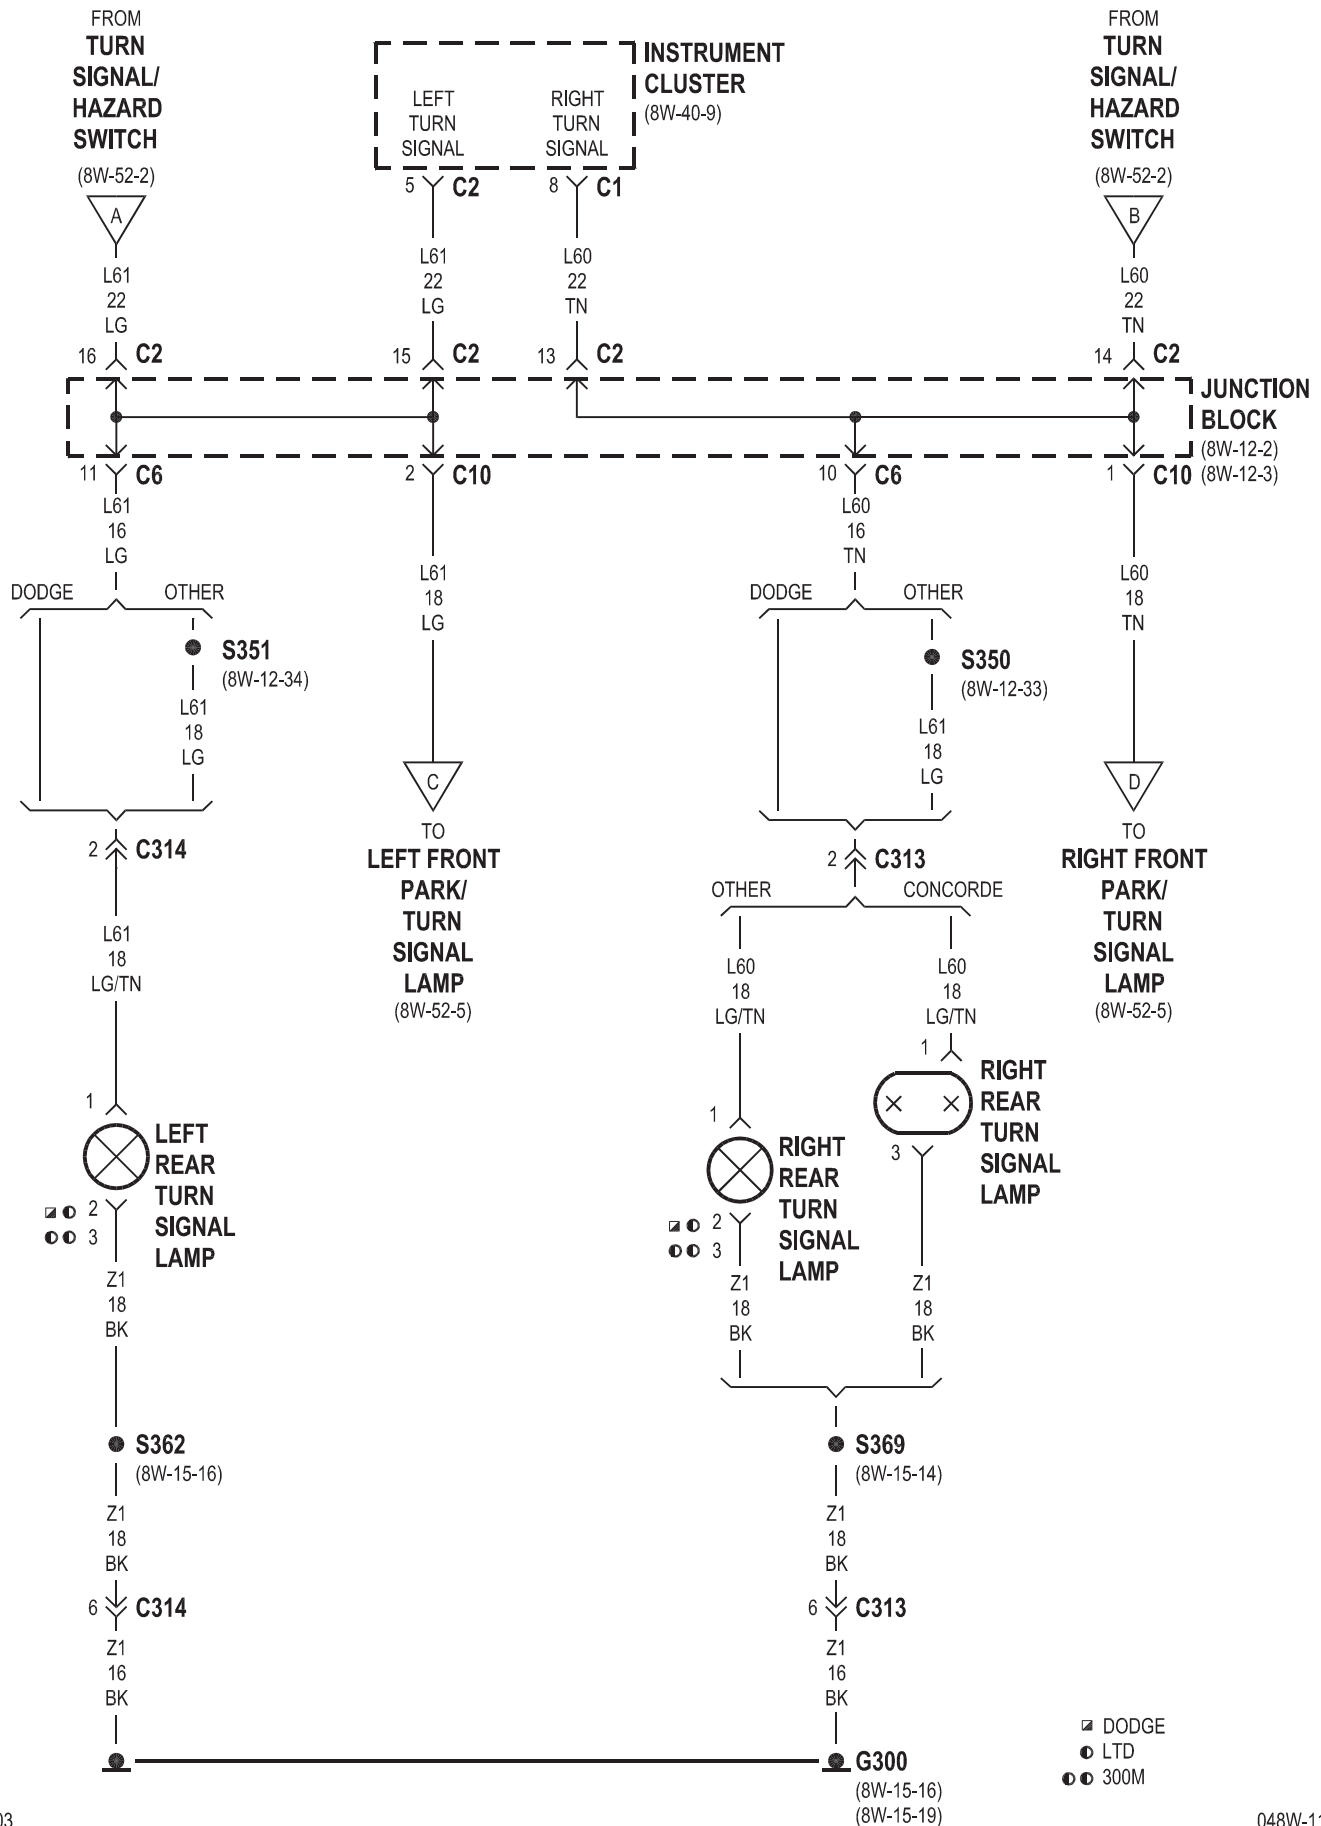 FROM
TURN
SIGNAL/
HAZARD
SWITCH
(8W-52-2)
A
L61
22
LG
16
C2
INSTRUMENT
CLUSTER
(8W-40-9)
LEFT
TURN
SIGNAL
RIGHT
TURN
SIGNAL
5
C2
8
C1
L61
22
LG
L60
22
TN
15
C2
13
C2
FROM
TURN
SIGNAL/
HAZARD
SWITCH
(8W-52-2)
B
L60
22
TN
14
C2
JUNCTION
BLOCK
(8W-12-2)
(8W-12-3)
11
C6
2
C10
10
C6
1
C10
L61
16
LG
DODGE
OTHER
S351
(8W-12-34)
L61
18
LG
2
C314
L61
18
LG
C
TO
LEFT FRONT
PARK/
TURN
SIGNAL
LAMP
(8W-52-5)
L60
16
TN
DODGE
OTHER
S350
(8W-12-33)
L61
18
LG
2
C313
L60
18
TN
D
TO
RIGHT FRONT
PARK/
TURN
SIGNAL
LAMP
(8W-52-5)
L61
18
LG/TN
1
LEFT
REAR
TURN
SIGNAL
LAMP
2
3
Z1
18
BK
S362
(8W-15-16)
Z1
18
BK
6
C314
Z1
16
BK
OTHER
CONCORDE
L60
18
LG/TN
L60
18
LG/TN
1
RIGHT
REAR
TURN
SIGNAL
LAMP
1
RIGHT
REAR
TURN
SIGNAL
LAMP
3
2
3
Z1
18
BK
Z1
18
BK
S369
(8W-15-14)
Z1
18
BK
6
C313
Z1
16
BK
G300
(8W-15-16)
(8W-15-19)
DODGE
LTD
300M
03
048W-11